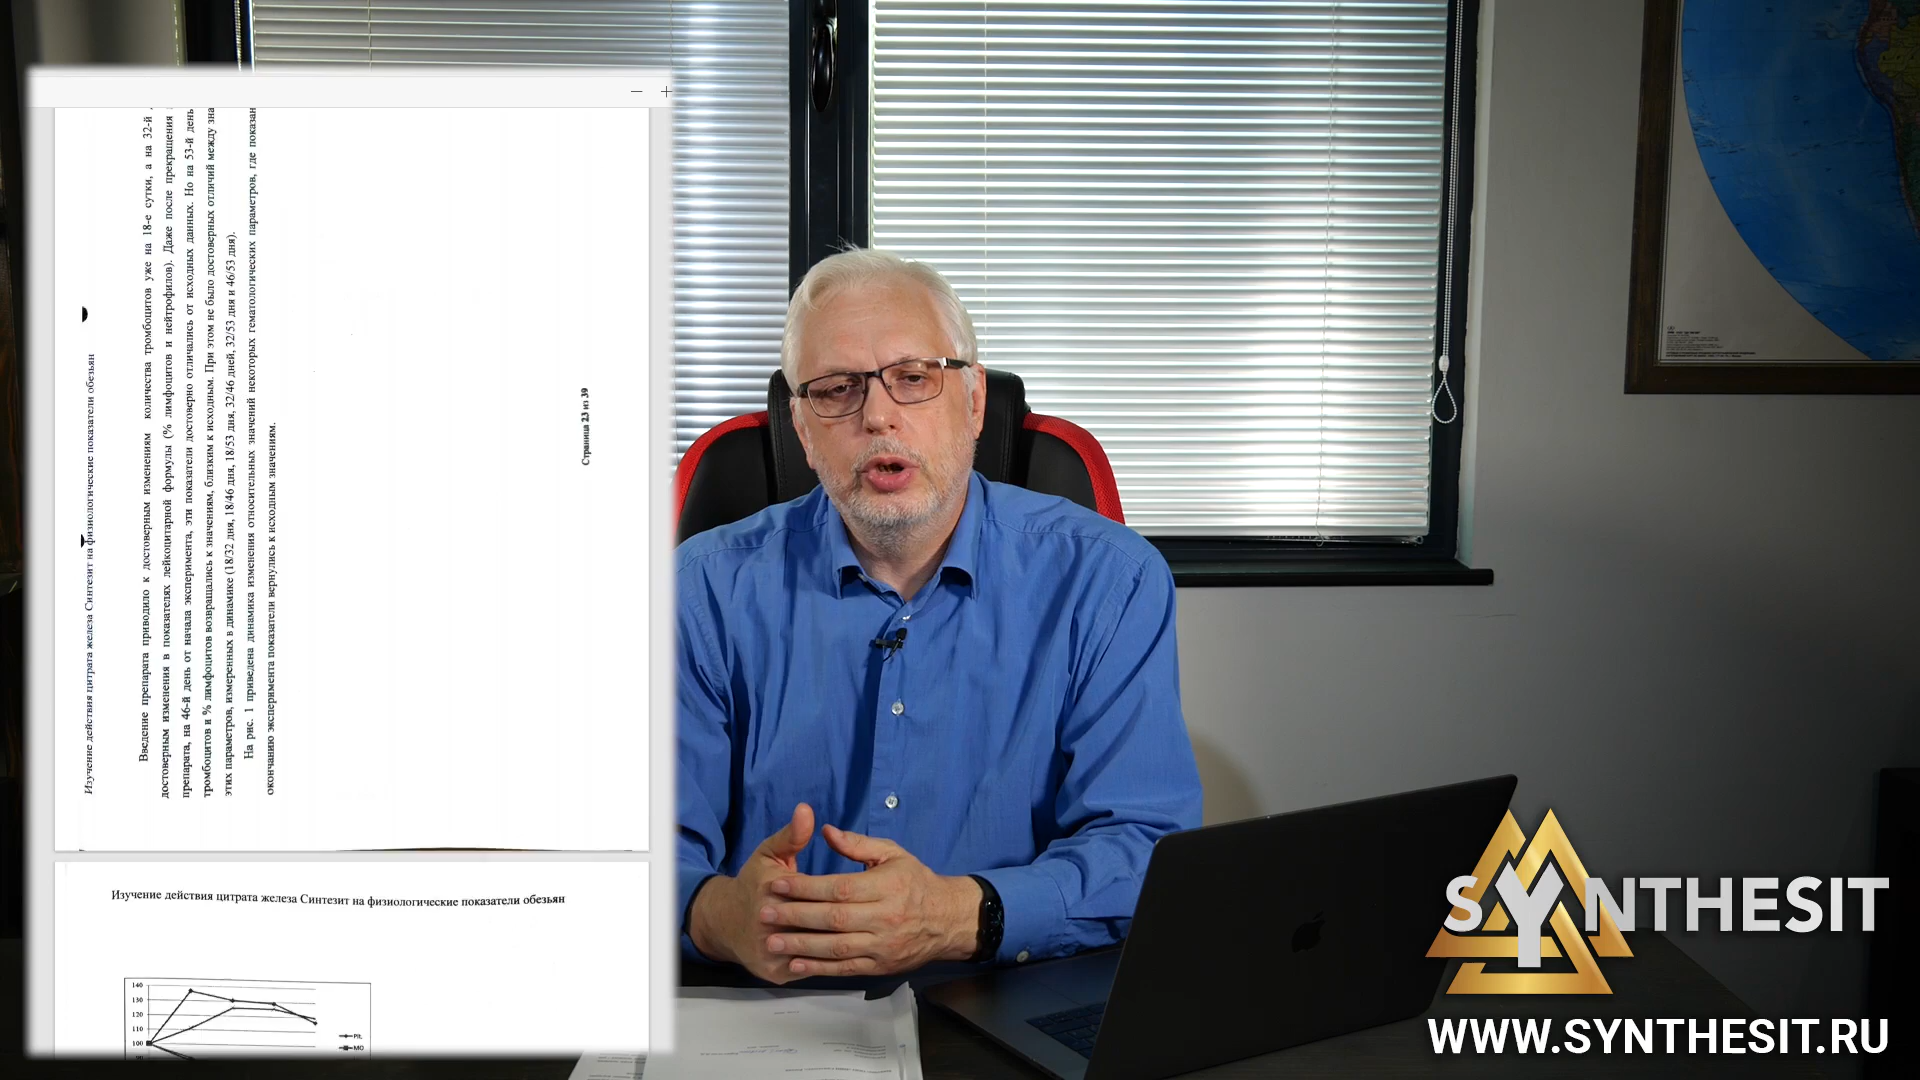 Изучение действия цитрата железа Синтезит на физиологические показатели обезьян
Введение препарата приводило к достоверным изменениям количества тромбоцитов уже на 18-е сутки, а на 32-й
достоверным изменения в показателях лейкоцитарной формулы (% лимфоцитов и нейтрофилов). Даже после прекращения
препарата, на 46-й день от начала эксперимента, эти показатели достоверно отличались от исходных данных. Но на 53-й день
тромбоцитов и % лимфоцитов возвращались к значениям, близким к исходным. При этом не было достоверных отличий между зна
этих параметров, измеренных в динамике (18/32 дня, 18/46 дня, 18/53 дня, 32/46 дней, 32/53 дня и 46/53 дня).
На рис. 1 приведена динамика изменения относительных значений некоторых гематологических параметров, где показан
окончанию эксперимента показатели вернулись к исходным значениям.
Страница 23 из 39
Изучение действия цитрата железа Синтезит на физиологические показатели обезьян
140
130
120
110
100
90
Plt.
MO
SYNTHESIT
WWW.SYNTHESIT.RU